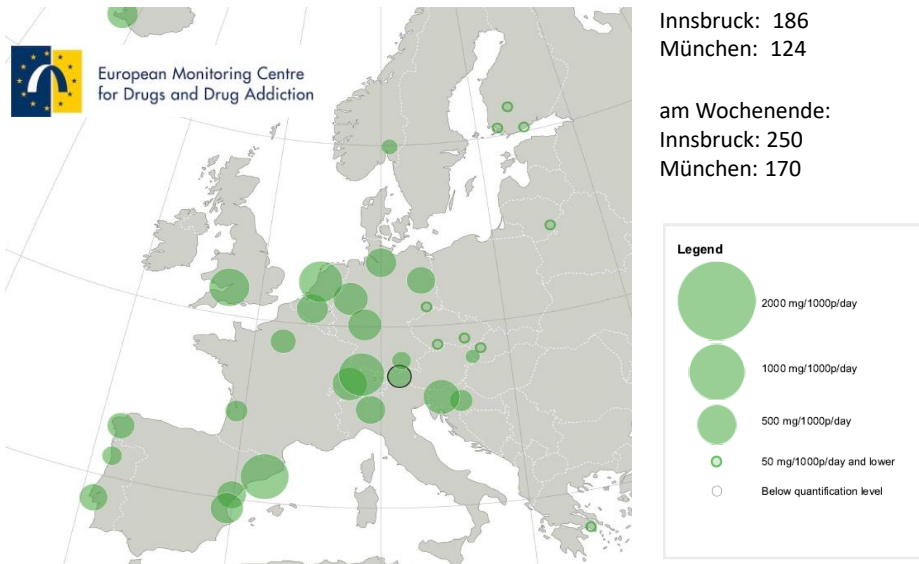 European Monitoring Centre
for Drugs and Drug Addiction
Innsbruck: 186
München: 124
am Wochenende:
Innsbruck: 250
München: 170
Legend
2000 mg/1000p/day
1000 mg/1000p/day
500 mg/1000p/day
50 mg/1000p/day and lower
Below quantification level